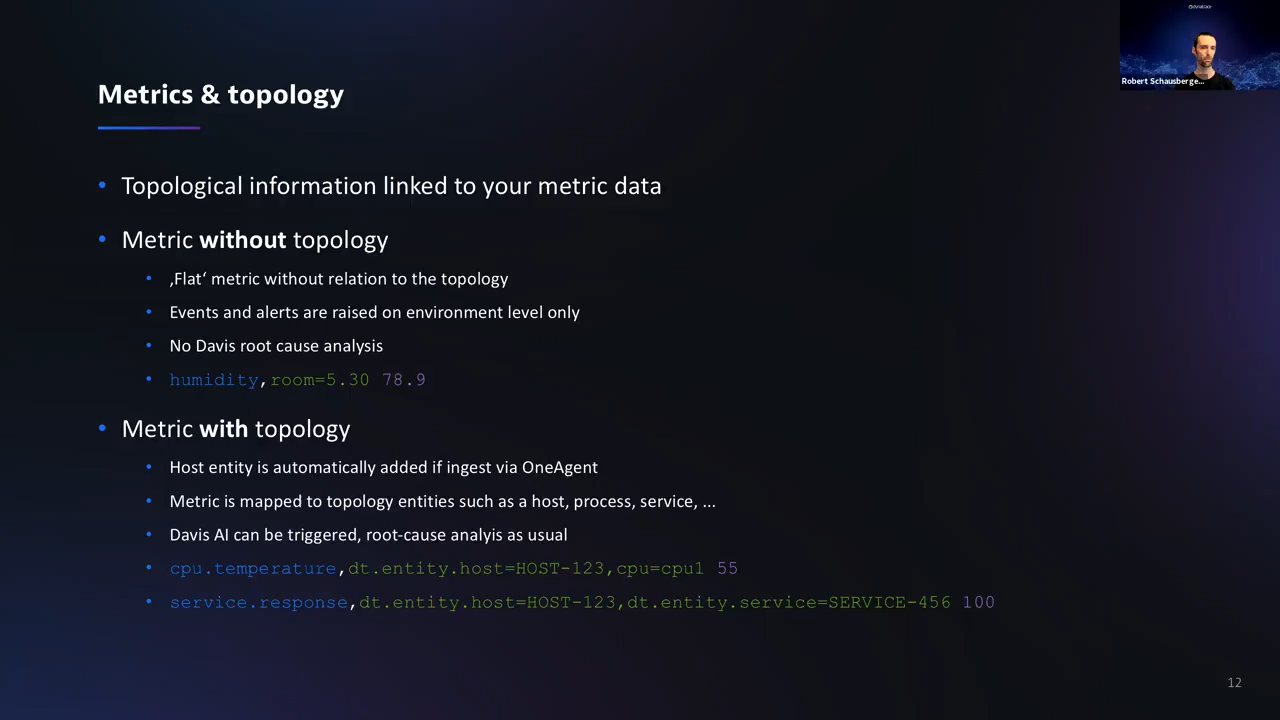 Metrics & topology
Robert Schausberge...
• Topological information linked to your metric data
• Metric without topology
• ‚Flat‘ metric without relation to the topology
• Events and alerts are raised on environment level only
• No Davis root cause analysis
• humidity,room=5.30 78.9
• Metric with topology
• Host entity is automatically added if ingest via OneAgent
• Metric is mapped to topology entities such as a host, process, service, ...
• Davis AI can be triggered, root-cause analyis as usual
• cpu.temperature,dt.entity.host=HOST-123,cpu=cpu1 55
• service.response,dt.entity.host=HOST-123,dt.entity.service=SERVICE-456 100
12